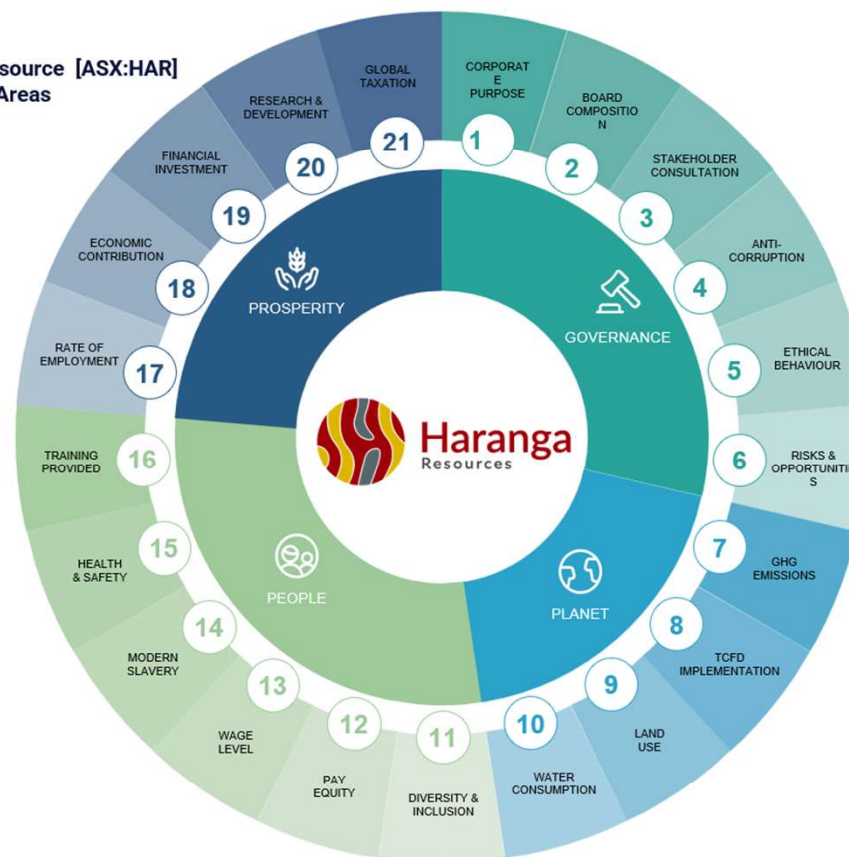 source [ASX:HAR]
Areas
CORPORAT
E
PURPOSE
1
BOARD
COMPOSITIO
N
2
STAKEHOLDER
CONSULTATION
3
ANTI-
CORRUPTION
4
ETHICAL
BEHAVIOUR
5
RISKS &
OPPORTUNITIE
S
6
GHG
EMISSIONS
7
TCFD
IMPLEMENTATION
8
LAND
USE
9
WATER
CONSUMPTION
10
DIVERSITY &
INCLUSION
11
PAY
EQUITY
12
WAGE
LEVEL
13
MODERN
SLAVERY
14
HEALTH
& SAFETY
15
TRAINING
PROVIDED
16
RATE OF
EMPLOYMENT
17
ECONOMIC
CONTRIBUTION
18
FINANCIAL
INVESTMENT
19
RESEARCH &
DEVELOPMENT
20
GLOBAL
TAXATION
21
PROSPERITY
GOVERNANCE
PEOPLE
PLANET
Haranga
Resources